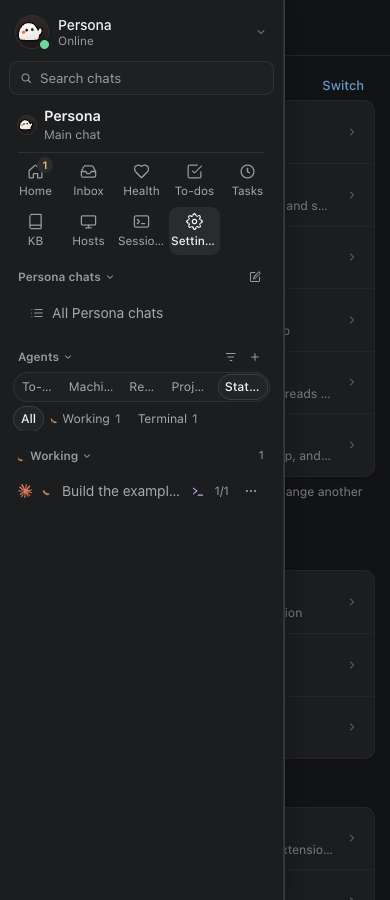 Persona
Online
Switch
Search chats
Persona
Main chat
1
Home Inbox Health To-dos Tasks
and s...
KB Hosts Sessio... Settin...
Persona chats
All Persona chats
Agents
To-... Machi... Re... Proj... Stat...
reads ...
All Working 1 Terminal 1
Working 1
p, and...
Build the exampl... 1/1
ange another
ion
xtensio...